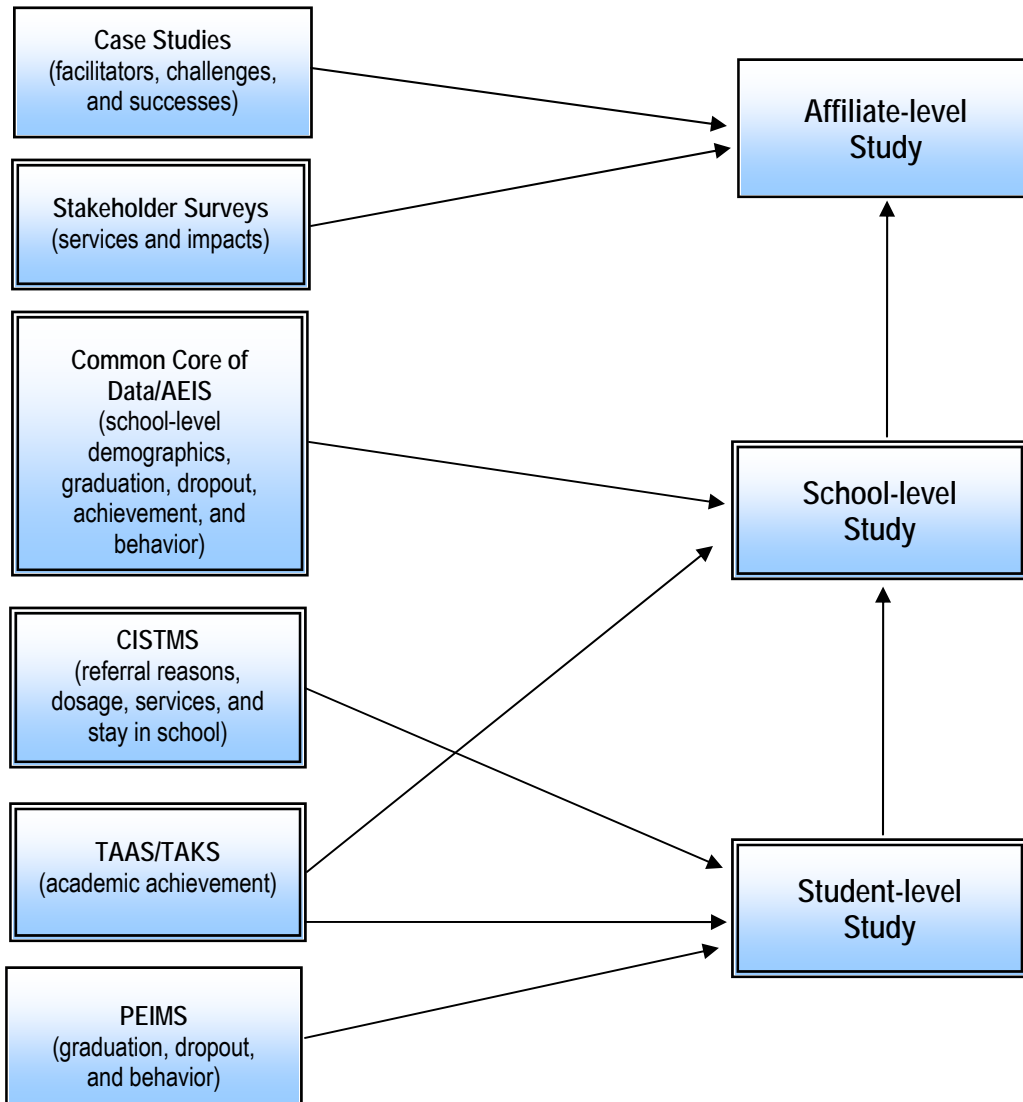 Case Studies
(facilitators, challenges,
and successes)
Affiliate-level
Study
Stakeholder Surveys
(services and impacts)
Common Core of
Data/AEIS
(school-level
demographics,
graduation, dropout,
achievement, and
behavior)
School-level
Study
CISTMS
(referral reasons,
dosage, services, and
stay in school)
TAAS/TAKS
(academic achievement)
Student-level
Study
PEIMS
(graduation, dropout,
and behavior)